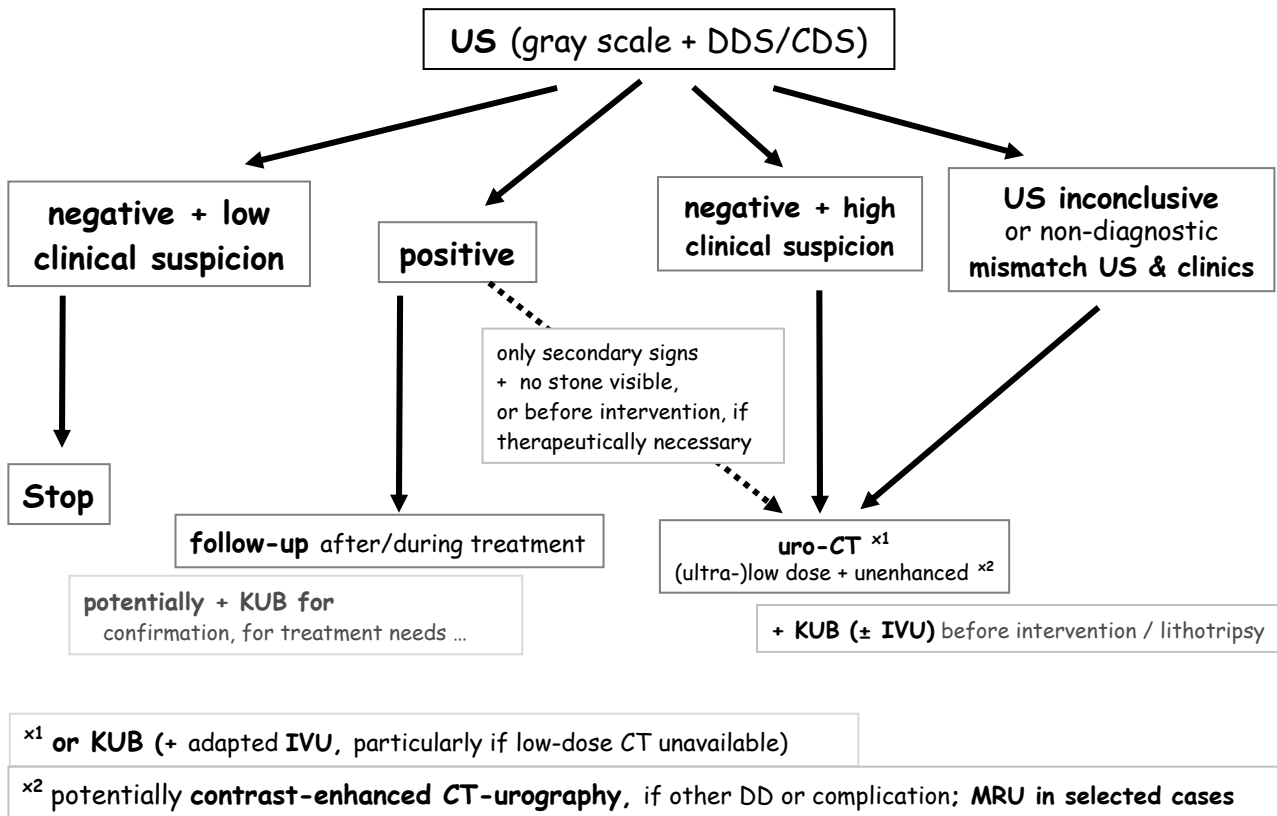 US (gray scale + DDS/CDS)
negative + low
clinical suspicion
positive
negative + high
clinical suspicion
US inconclusive
or non-diagnostic
mismatch US & clinics
only secondary signs
+ no stone visible,
or before intervention, if
therapeutically necessary
Stop
follow-up after/during treatment
potentially + KUB for
confirmation, for treatment needs …
uro-CT x1
(ultra-)low dose + unenhanced x2
+ KUB (± IVU) before intervention / lithotripsy
x1 or KUB (+ adapted IVU, particularly if low-dose CT unavailable)
x2 potentially contrast-enhanced CT-urography, if other DD or complication; MRU in selected cases